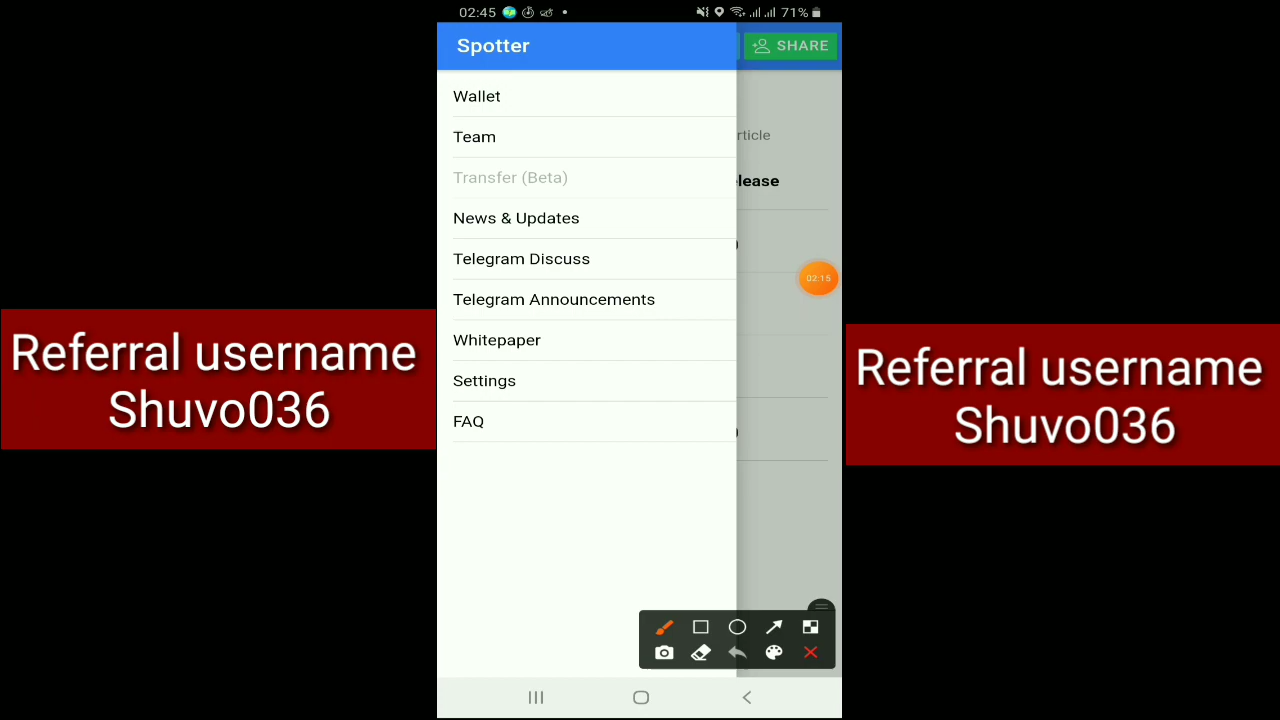 02:45
71%
Spotter
SHARE
Wallet
Team
rticle
Transfer (Beta)
lease
News & Updates
Telegram Discuss
02:15
Telegram Announcements
Whitepaper
Settings
FAQ
Referral username
Shuvo036
Referral username
Shuvo036